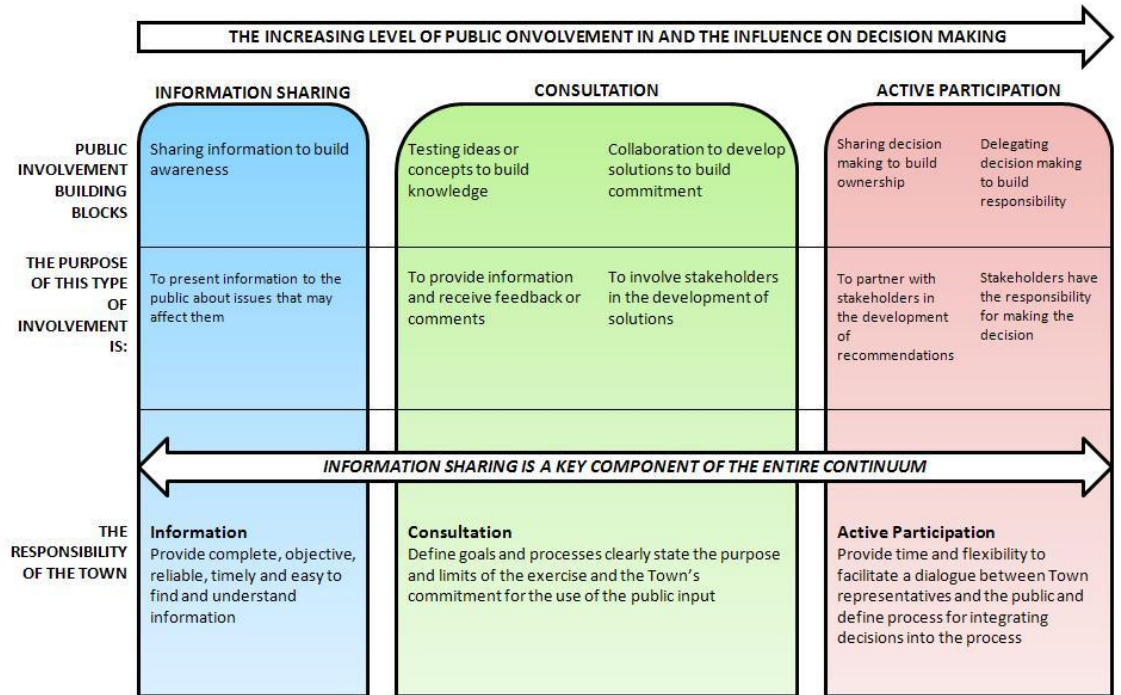 THE INCREASING LEVEL OF PUBLIC ONVOLVEMENT IN AND THE INFLUENCE ON DECISION MAKING
INFORMATION SHARING
CONSULTATION
ACTIVE PARTICIPATION
PUBLIC
INVOLVEMENT
BUILDING
BLOCKS
Sharing information to build
awareness
Testing ideas or
concepts to build
knowledge
Collaboration to develop
solutions to build
commitment
Sharing decision
making to build
ownership
Delegating
decision making
to build
responsibility
THE PURPOSE
OF THIS TYPE
OF
INVOLVEMENT
IS:
To present information to the
public about issues that may
affect them
To provide information
and receive feedback or
comments
To involve stakeholders
in the development of
solutions
To partner with
stakeholders in
the development
of
recommendations
Stakeholders have
the responsibility
for making the
decision
INFORMATION SHARING IS A KEY COMPONENT OF THE ENTIRE CONTINUUM
THE
RESPONSIBILITY
OF THE TOWN
Information
Provide complete, objective,
reliable, timely and easy to
find and understand
information
Consultation
Define goals and processes clearly state the purpose
and limits of the exercise and the Town's
commitment for the use of the public input
Active Participation
Provide time and flexibility to
facilitate a dialogue between Town
representatives and the public and
define process for integrating
decisions into the process